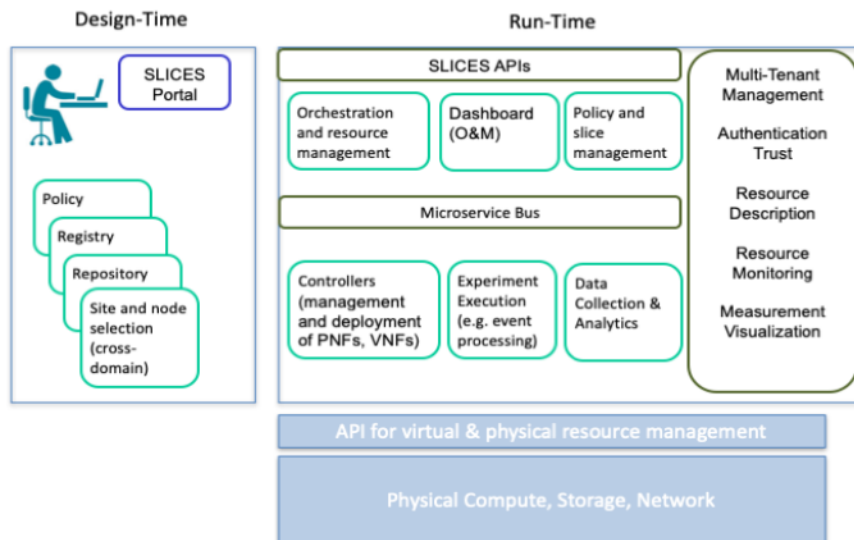 Design-Time
Run-Time
SLICES
Portal
Policy
Registry
Repository
Site and node
selection
(cross-
domain)
SLICES APIs
Orchestration
and resource
management
Dashboard
(O&M)
Policy and
slice
management
Microservice Bus
Controllers
(management
and deployment
of PNFs, VNFs)
Experiment
Execution
(e.g. event
processing)
Data
Collection &
Analytics
Multi-Tenant
Management
Authentication
Trust
Resource
Description
Resource
Monitoring
Measurement
Visualization
API for virtual & physical resource management
Physical Compute, Storage, Network